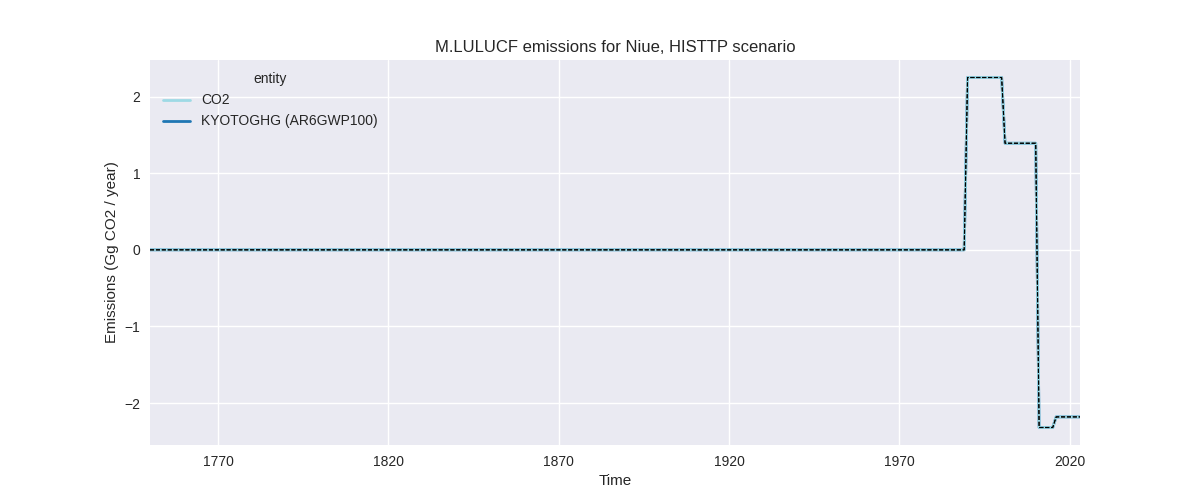 M.LULUCF emissions for Niue, HISTTP scenario
entity
CO2
KYOTOGHG (AR6GWP100)
Emissions (Gg CO2 / year)
2
1
0
−1
−2
1770 1820 1870 1920 1970 2020
Time